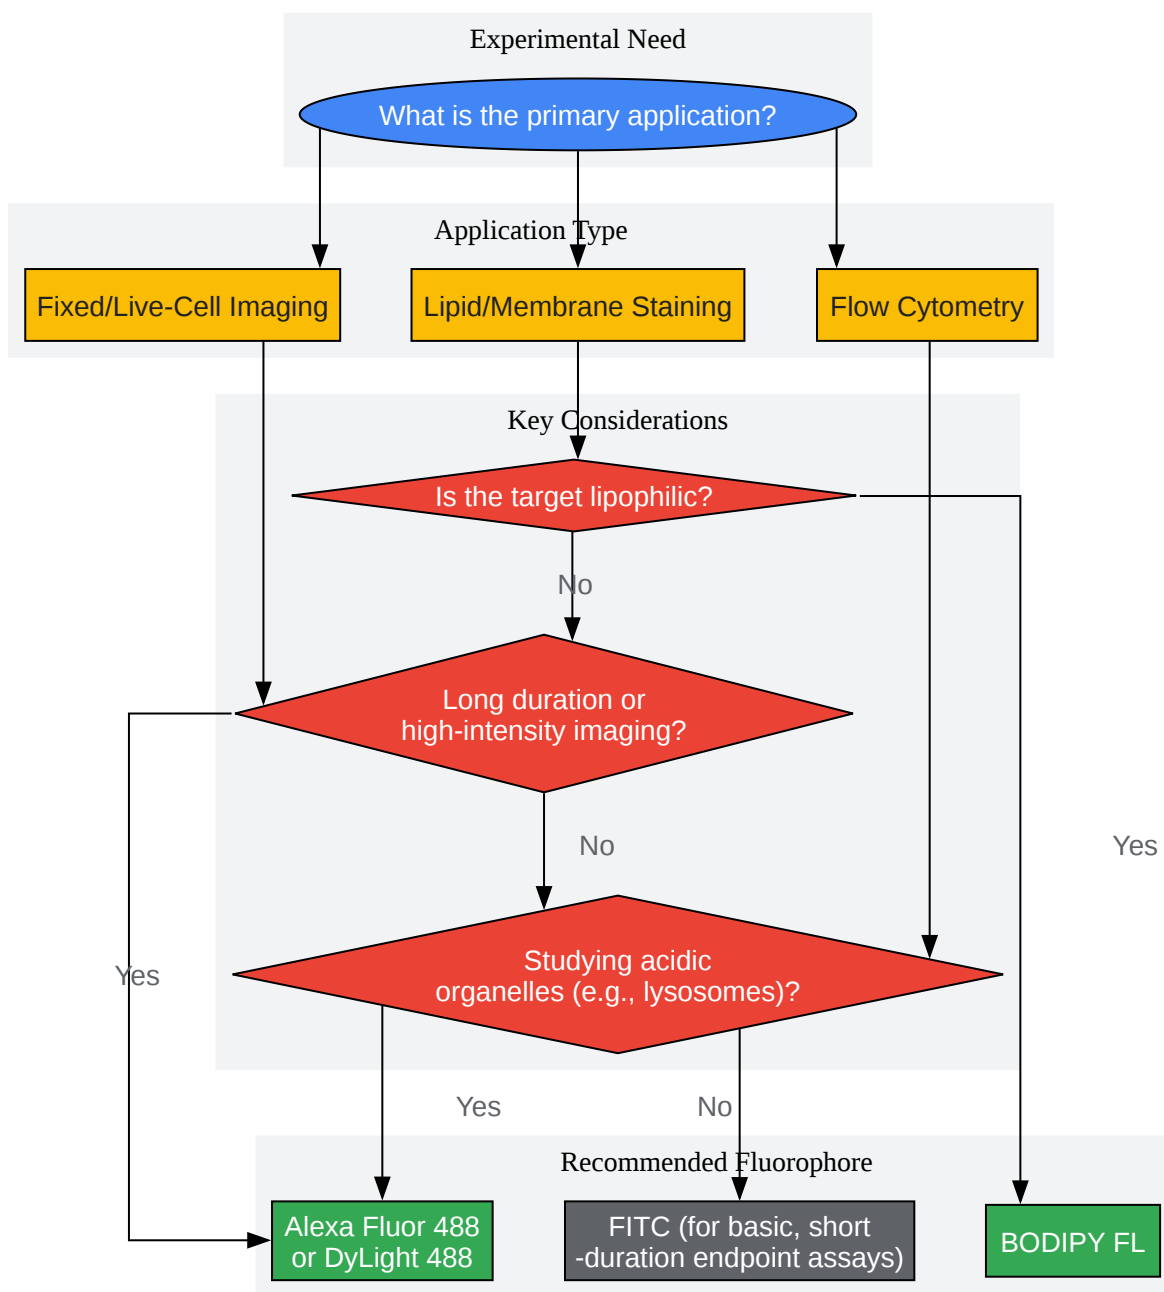 Experimental Need
What is the primary application?
Application Type
Fixed/Live-Cell Imaging
Lipid/Membrane Staining
Flow Cytometry
Key Considerations
Is the target lipophilic?
No
Long duration or
high-intensity imaging?
No
Yes
Studying acidic
organelles (e.g., lysosomes)?
Yes
Yes
No
Recommended Fluorophore
Alexa Fluor 488
or DyLight 488
FITC (for basic, short
-duration endpoint assays)
BODIPY FL